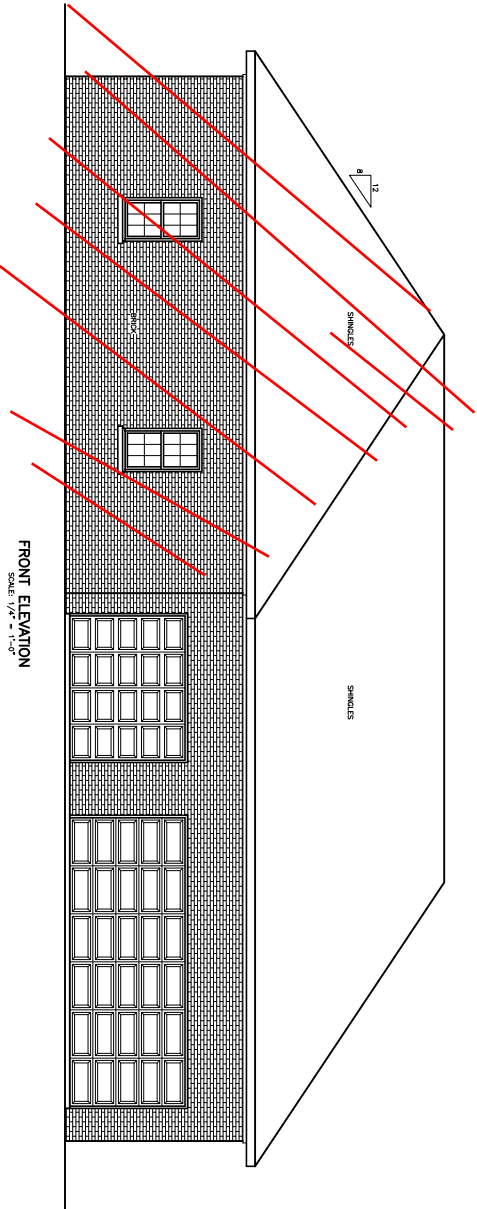 12
8
SHINGLES
SHINGLES
BRICK
FRONT ELEVATION
SCALE: 1/4" = 1'-0"